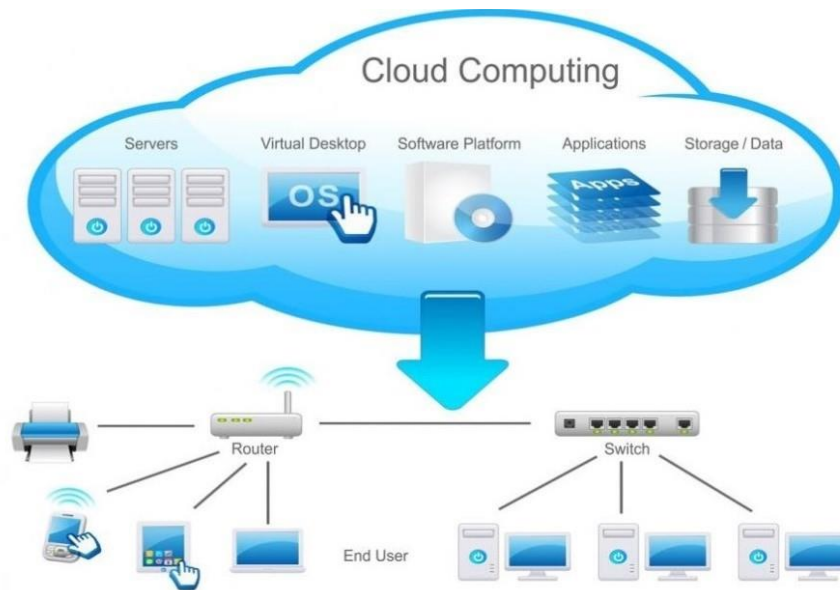 Cloud Computing
Servers
Virtual Desktop
Software Platform
Applications
Storage / Data
OS
Apps
Router
Switch
End User